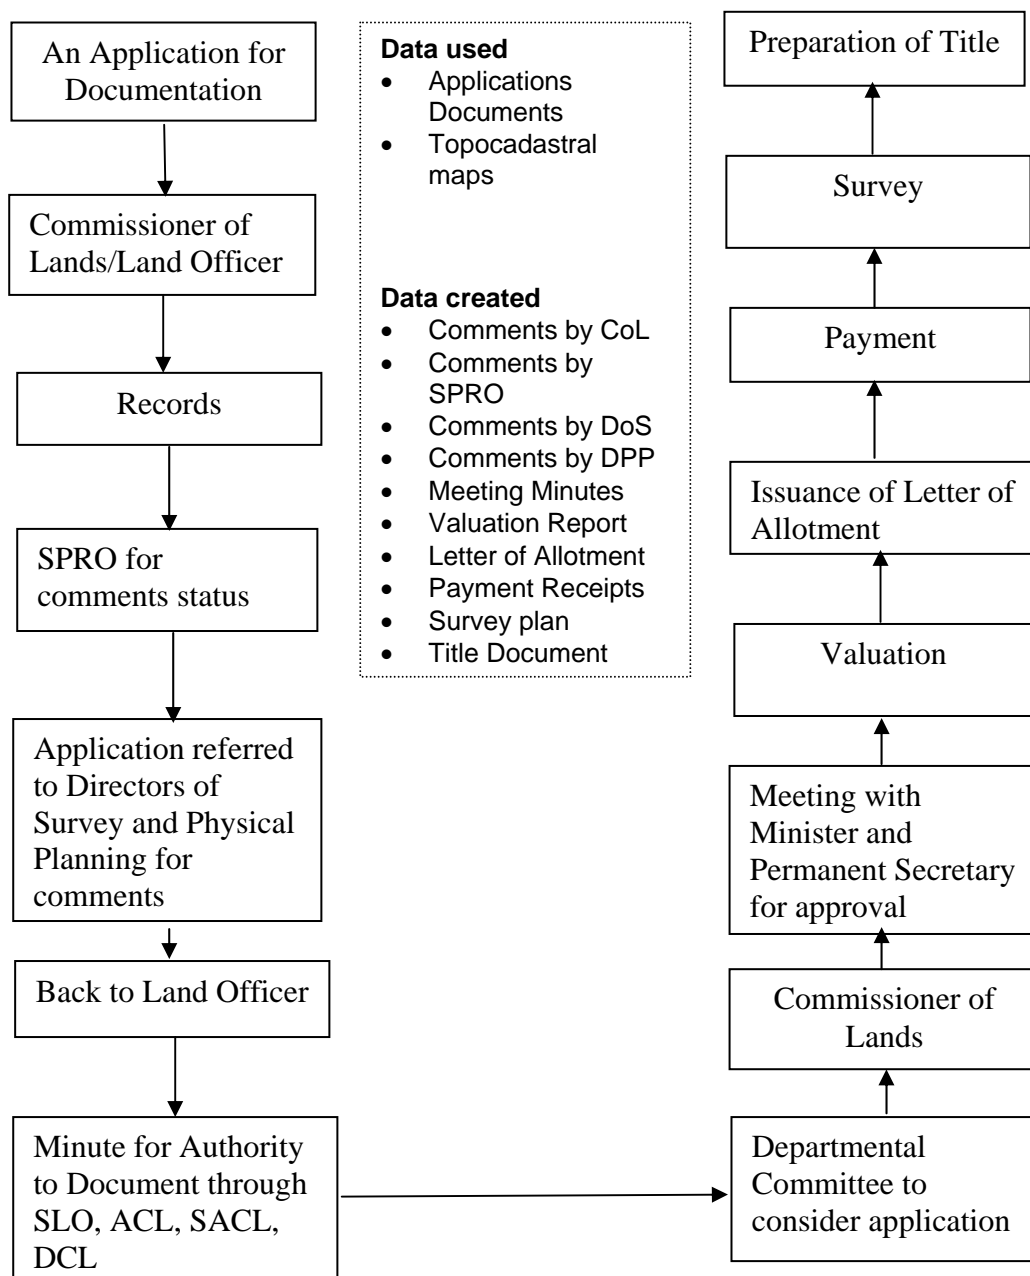 An Application for
Documentation
Commissioner of
Lands/Land Officer
Records
SPRO for
comments status
Application referred
to Directors of
Survey and Physical
Planning for
comments
Back to Land Officer
Minute for Authority
to Document through
SLO, ACL, SACL,
DCL
Data used
• Applications
Documents
• Topocadastral
maps
Data created
• Comments by CoL
• Comments by
SPRO
• Comments by DoS
• Comments by DPP
• Meeting Minutes
• Valuation Report
• Letter of Allotment
• Payment Receipts
• Survey plan
• Title Document
Preparation of Title
Survey
Payment
Issuance of Letter of
Allotment
Valuation
Meeting with
Minister and
Permanent Secretary
for approval
Commissioner of
Lands
Departmental
Committee to
consider application